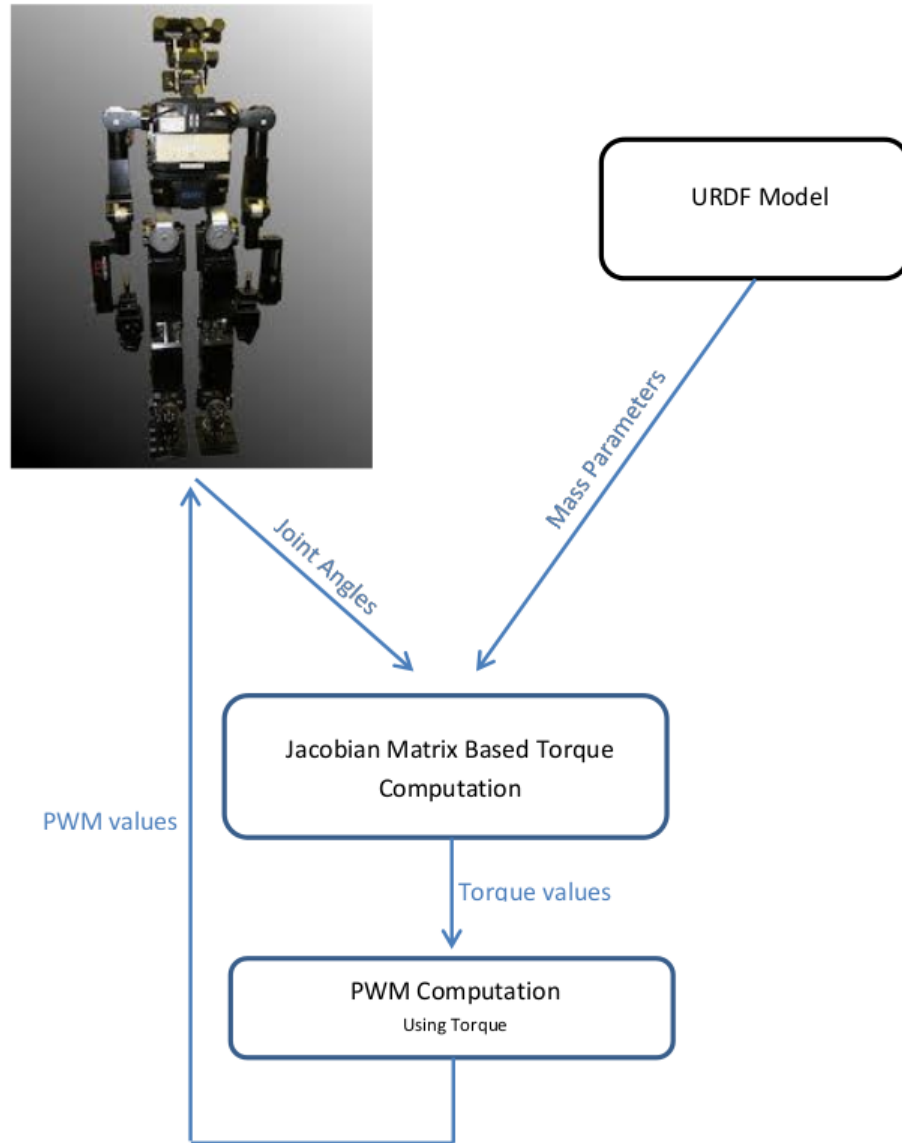 URDF Model
Joint Angles
Mass Parameters
Jacobian Matrix Based Torque
Computation
PWM values
Torque values
PWM Computation
Using Torque